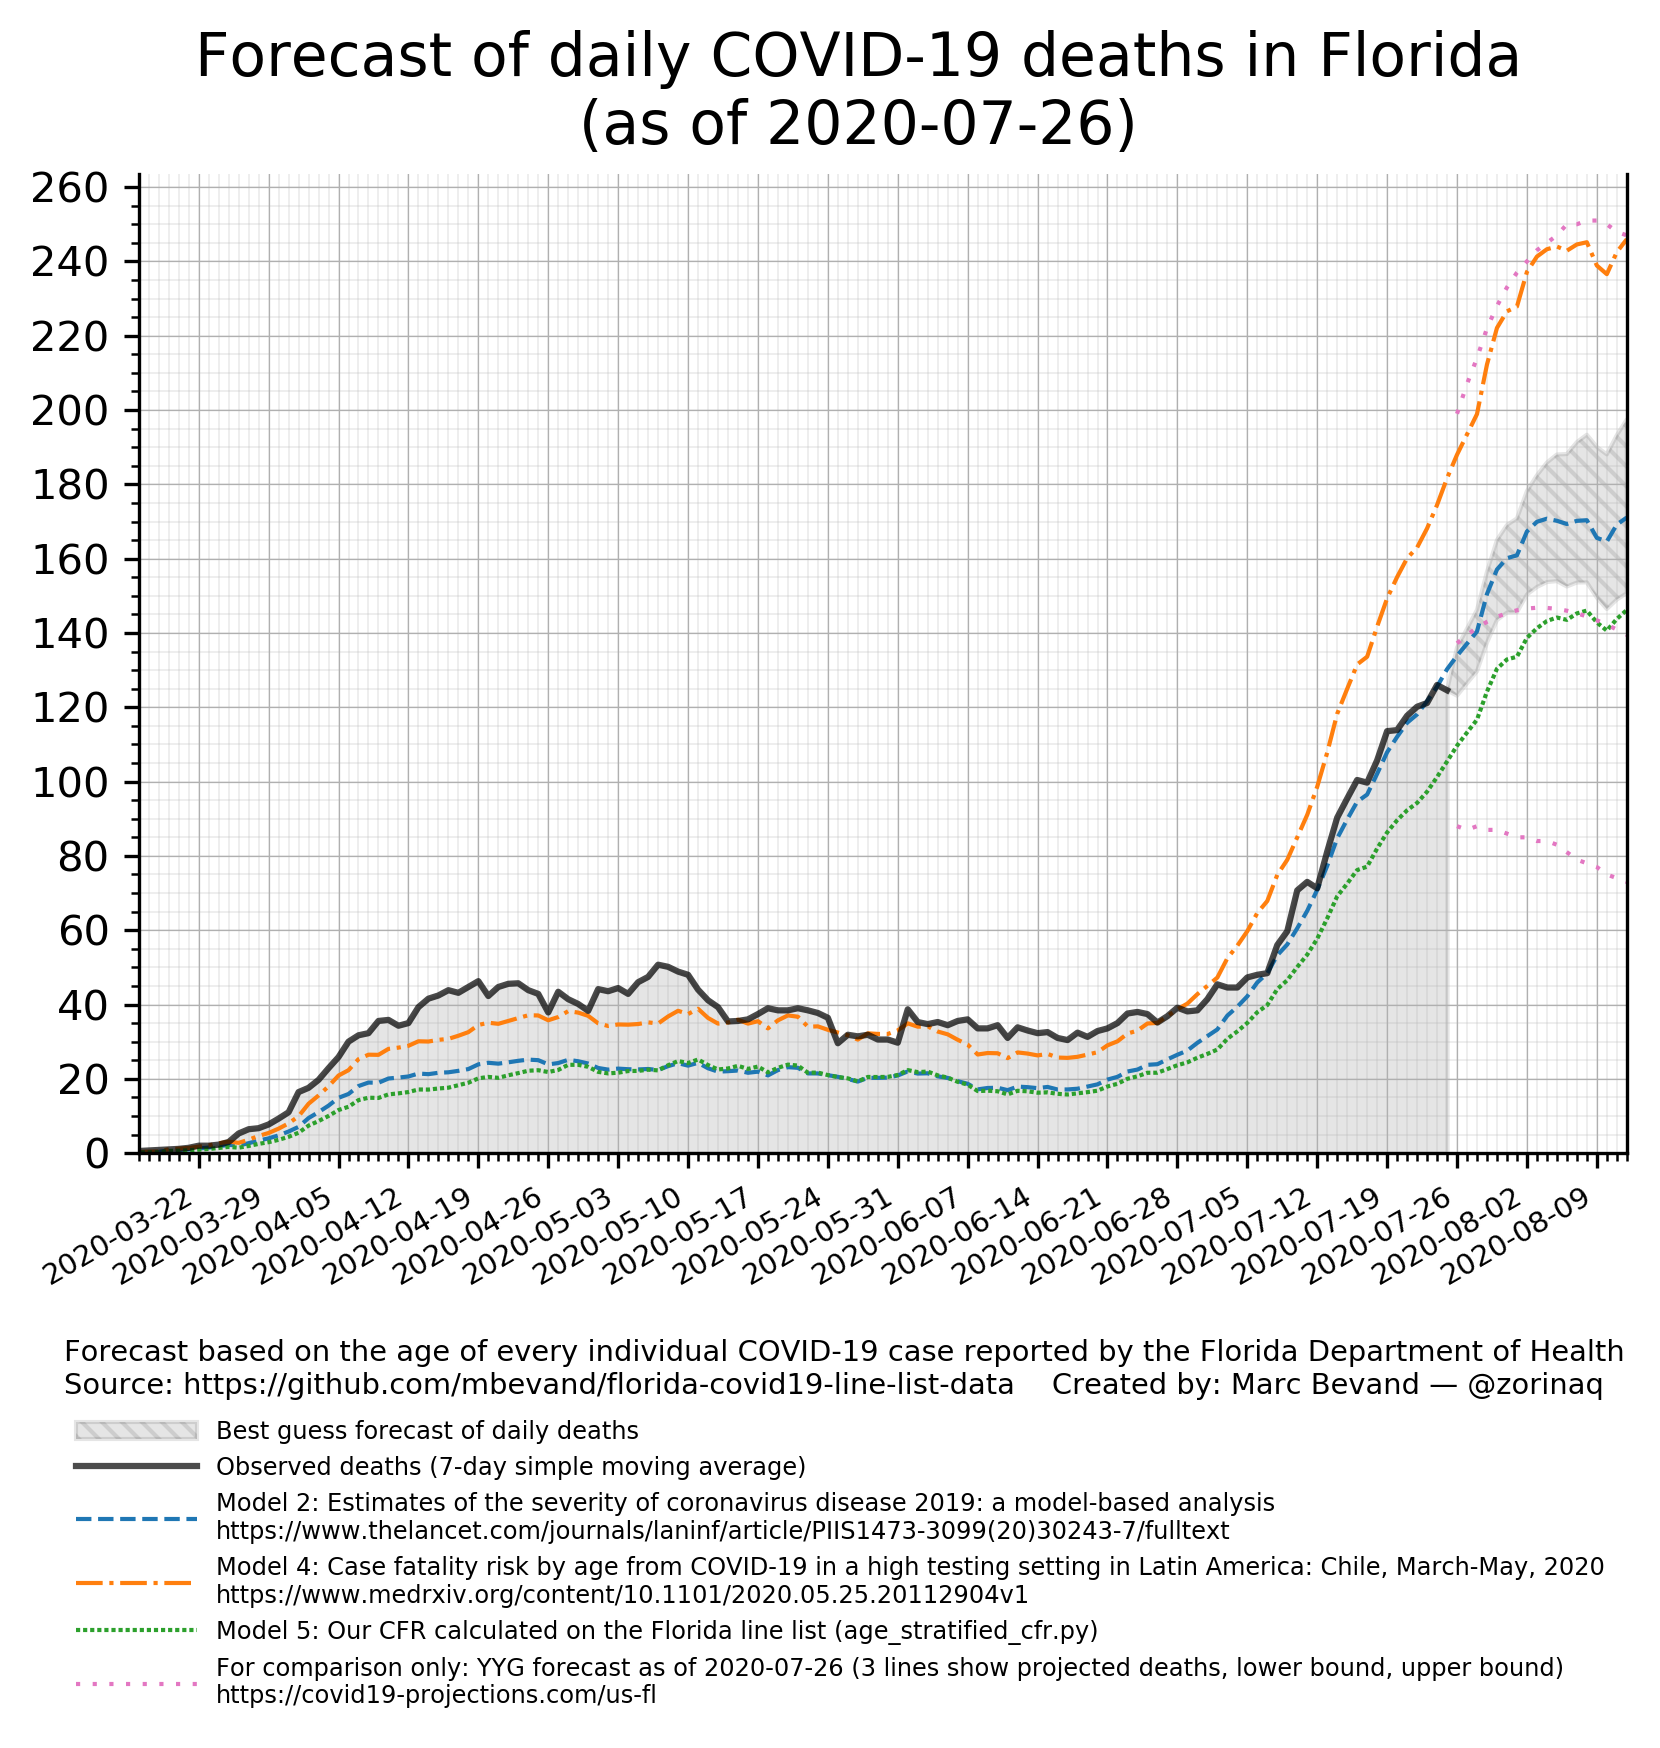 Forecast of daily COVID-19 deaths in Florida
(as of 2020-07-26)
260
240
220
200
180
160
140
120
100
80
60
40
20
0
2020-03-22
2020-03-29
2020-04-05
2020-04-12
2020-04-19
2020-04-26
2020-05-03
2020-05-10
2020-05-17
2020-05-24
2020-05-31
2020-06-07
2020-06-14
2020-06-21
2020-06-28
2020-07-05
2020-07-12
2020-07-19
2020-07-26
2020-08-02
2020-08-09
Forecast based on the age of every individual COVID-19 case reported by the Florida Department of Health
Source: https://github.com/mbevand/florida-covid19-line-list-data Created by: Marc Bevand — @zorinaq
Best guess forecast of daily deaths
Observed deaths (7-day simple moving average)
Model 2: Estimates of the severity of coronavirus disease 2019: a model-based analysis
https://www.thelancet.com/journals/laninf/article/PIIS1473-3099(20)30243-7/fulltext
Model 4: Case fatality risk by age from COVID-19 in a high testing setting in Latin America: Chile, March-May, 2020
https://www.medrxiv.org/content/10.1101/2020.05.25.20112904v1
Model 5: Our CFR calculated on the Florida line list (age_stratified_cfr.py)
For comparison only: YYG forecast as of 2020-07-26 (3 lines show projected deaths, lower bound, upper bound)
https://covid19-projections.com/us-fl